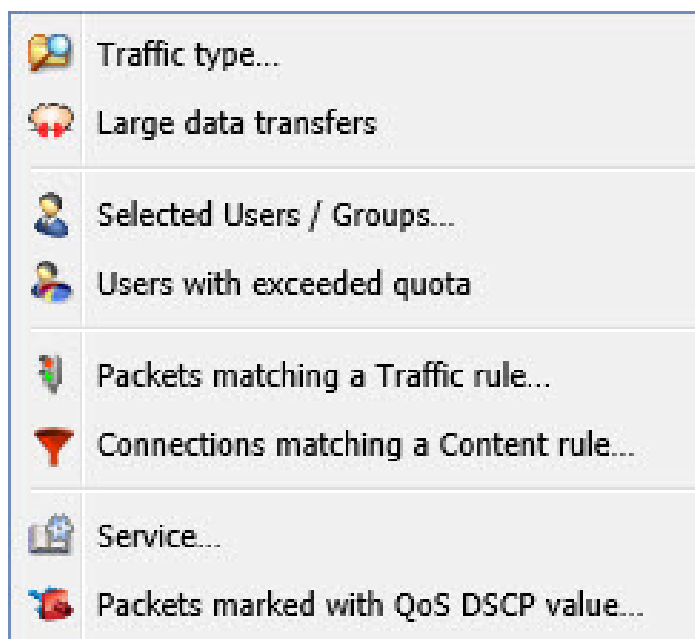 Traffic type...
Large data transfers
Selected Users / Groups...
Users with exceeded quota
Packets matching a Traffic rule...
Connections matching a Content rule...
Service...
Packets marked with QoS DSCP value...